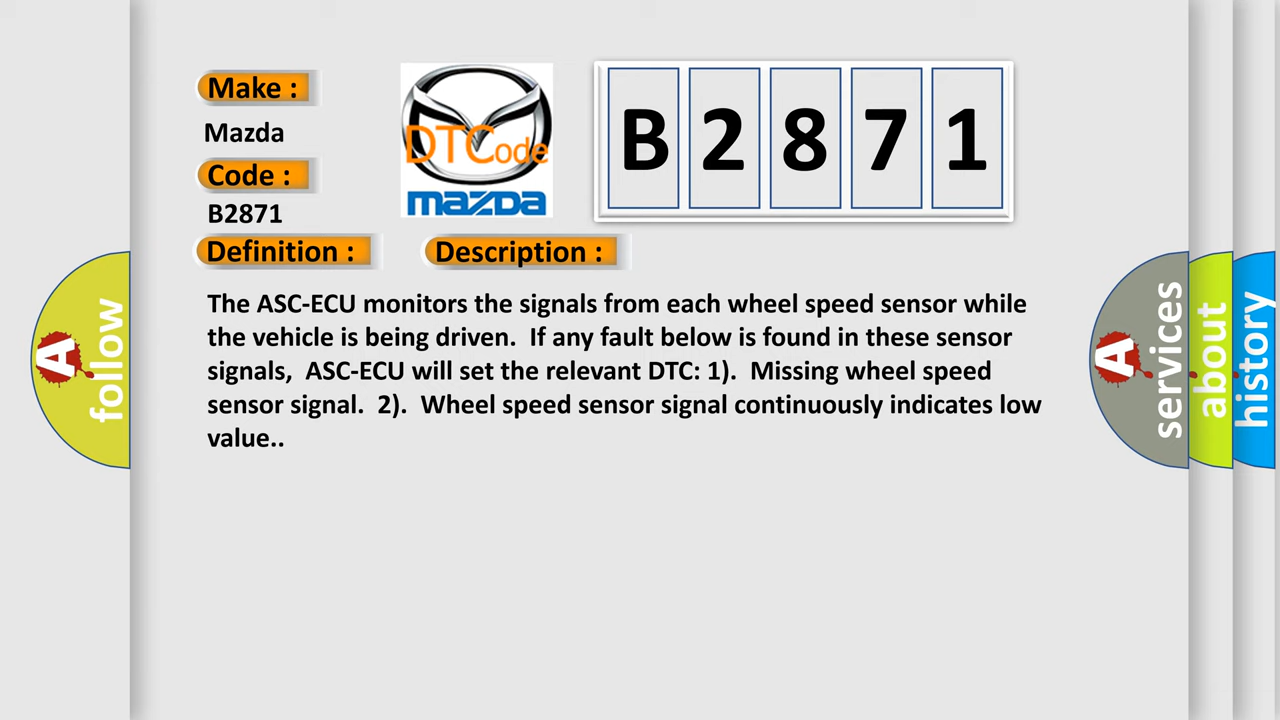 Make :
Mazda
Code :
B2871
Definition :
Description :
DTCode
mazda
B 2 8 7 1
The ASC-ECU monitors the signals from each wheel speed sensor while
the vehicle is being driven  If any fault below is found in these sensor
signals,  ASC-ECU will set the relevant DTC: 1)  Missing wheel speed
sensor signal.  2)  Wheel speed sensor signal continuously indicates low
value..
A follow
A services
about
history